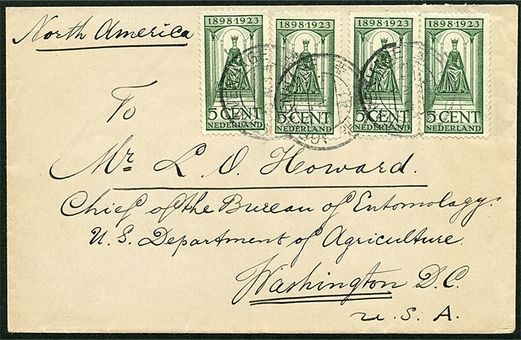 North America
1898-1923 1898-1923 1898-1923 1898-1923
5 CENT 5 CENT 5 CENT 5 CENT
NEDERLAND NEDERLAND NEDERLAND NEDERLAND
To
Mr. L. O. Howard.
Chief of the Bureau of Entomology.
U. S. Department of Agriculture
Washington D.C.
U. S. A.